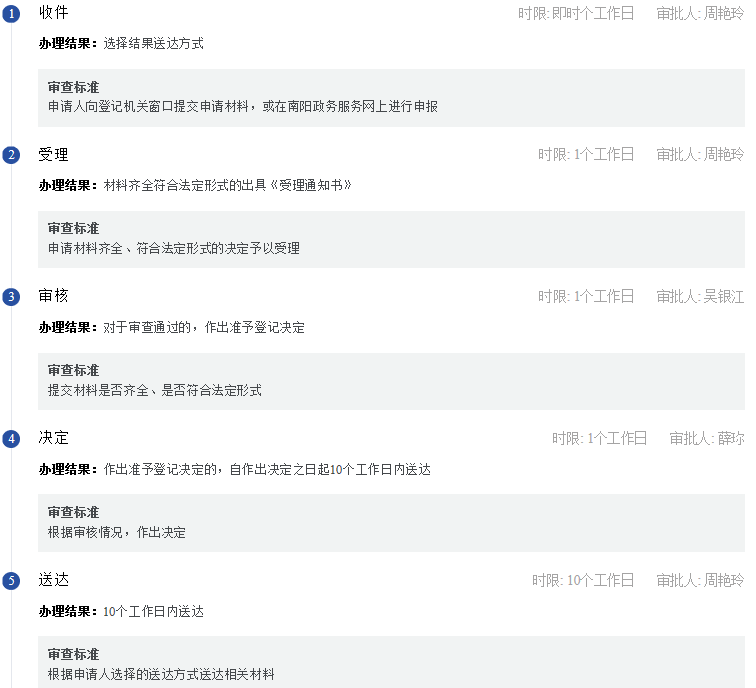 1 收件 时限: 即时个工作日 审批人: 周艳玲
办理结果：选择结果送达方式
审查标准
申请人向登记机关窗口提交申请材料，或在南阳政务服务网上进行申报
2 受理 时限: 1个工作日 审批人: 周艳玲
办理结果：材料齐全符合法定形式的出具《受理通知书》
审查标准
申请材料齐全、符合法定形式的决定予以受理
3 审核 时限: 1个工作日 审批人: 吴银江
办理结果：对于审查通过的，作出准予登记决定
审查标准
提交材料是否齐全、是否符合法定形式
4 决定 时限: 1个工作日 审批人: 薛珎
办理结果：作出准予登记决定的，自作出决定之日起10个工作日内送达
审查标准
根据审核情况，作出决定
5 送达 时限: 10个工作日 审批人: 周艳玲
办理结果：10个工作日内送达
审查标准
根据申请人选择的送达方式送达相关材料